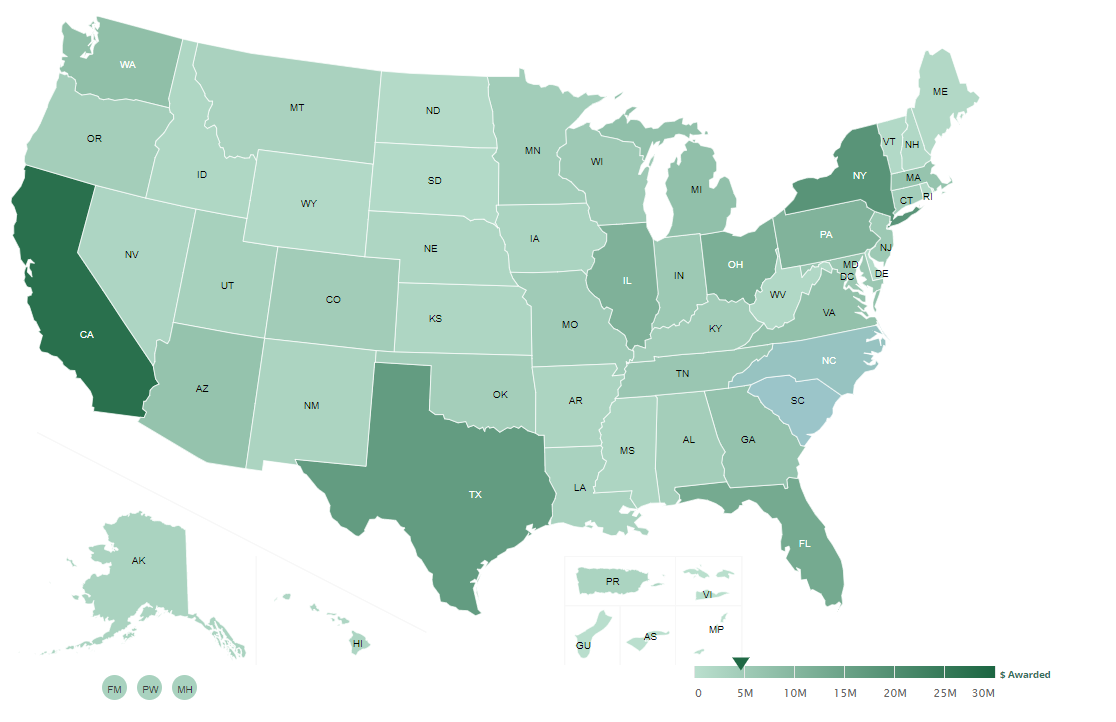 WA
MT
ND
ME
OR
MN
VT
NH
ID
SD
WI
MI
NY
MA
WY
CT
RI
NV
NE
IA
PA
NJ
UT
CO
IL
IN
OH
MD
DC
DE
WV
CA
KS
MO
KY
VA
AZ
NM
OK
AR
TN
NC
SC
MS
AL
GA
TX
LA
FL
AK
PR
VI
HI
GU
AS
MP
FM
PW
MH
$ Awarded
0 5M 10M 15M 20M 25M 30M